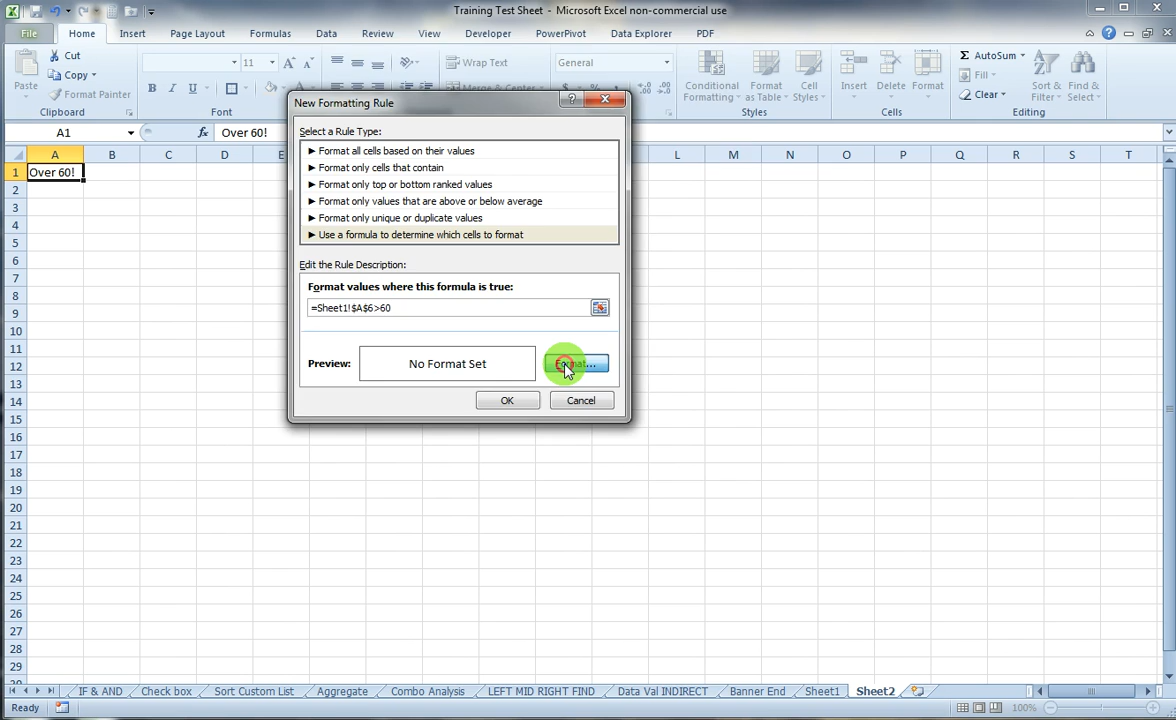 Training Test Sheet - Microsoft Excel non-commercial use
File Home Insert Page Layout Formulas Data Review View Developer PowerPivot Data Explorer PDF
Paste
Cut
Copy
Format Painter
Clipboard
11
B I U
Font
Wrap Text
General
Conditional Formatting
Format as Table
Cell Styles
Styles
Insert Delete Format
Cells
Σ AutoSum
Fill
Clear
Sort & Filter
Find & Select
Editing
A1 fx Over 60!
A B C D E L M N O P Q R S T
1 Over 60!
2
3
4
5
6
7
8
9
10
11
12
13
14
15
16
17
18
19
20
21
22
23
24
25
26
27
28
29
New Formatting Rule
Select a Rule Type:
► Format all cells based on their values
► Format only cells that contain
► Format only top or bottom ranked values
► Format only values that are above or below average
► Format only unique or duplicate values
► Use a formula to determine which cells to format
Edit the Rule Description:
Format values where this formula is true:
=Sheet1!$A$6>60
Preview: No Format Set Format...
OK Cancel
IF & AND Check box Sort Custom List Aggregate Combo Analysis LEFT MID RIGHT FIND Data Val INDIRECT Banner End Sheet1 Sheet2
Ready 100%